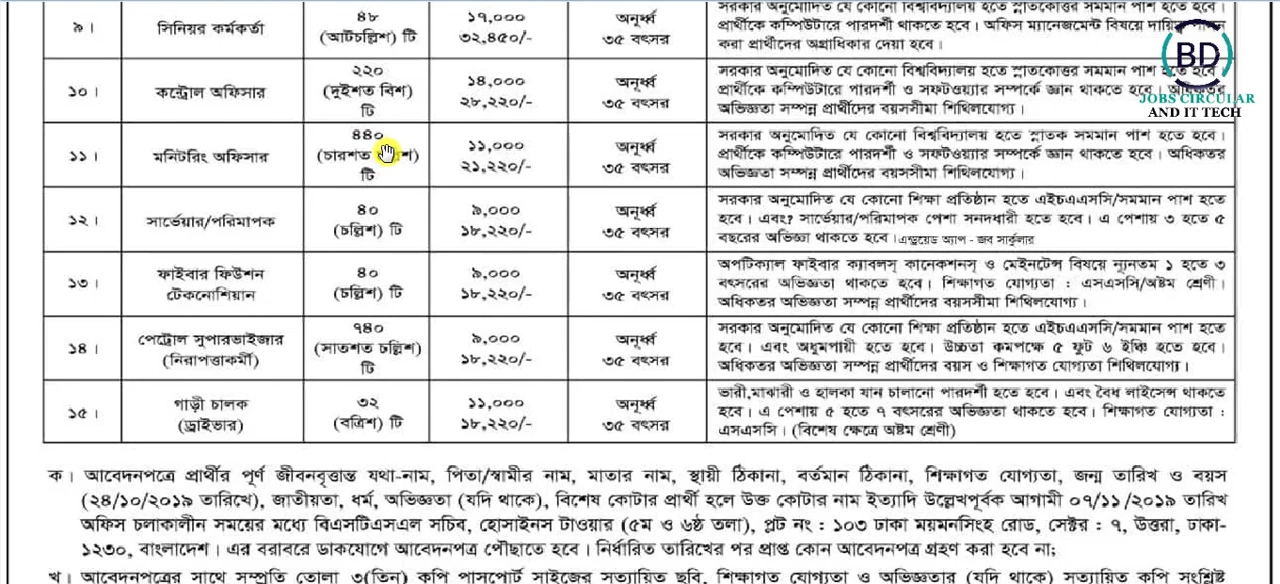 ৯। সিনিয়র কর্মকর্তা ৪৮ (আটচল্লিশ) টি ১৭,০০০ ৩২,৪৫০/- অনূর্ধ্ব ৩৫ বৎসর
সরকার অনুমোদিত যে কোনো বিশ্ববিদ্যালয় হতে স্নাতকোত্তর সমমান পাশ হতে হবে।
প্রার্থীকে কম্পিউটারে পারদর্শী থাকতে হবে। অফিস ম্যানেজমেন্ট বিষয়ে
করা প্রার্থীদের অগ্রাধিকার দেয়া হবে।
১০। কন্ট্রোল অফিসার ২২০ (দুইশত বিশ) টি ১৪,০০০ ২৮,২২০/- অনূর্ধ্ব ৩৫ বৎসর
সরকার অনুমোদিত যে কোনো বিশ্ববিদ্যালয় হতে স্নাতকোত্তর সমমান পাশ হতে হবে।
প্রার্থীকে কম্পিউটারে পারদর্শী ও সফটওয়্যার সম্পর্কে জ্ঞান থাকতে হবে। অধিকতর
অভিজ্ঞতা সম্পন্ন প্রার্থীদের বয়সসীমা শিথিলযোগ্য।
BD
JOBS CIRCULAR
AND IT TECH
১১। মনিটরিং অফিসার ৪৪০ (চারশত টি ১১,০০০ ২১,২২০/- অনূর্ধ্ব ৩৫ বৎসর
সরকার অনুমোদিত যে কোনো বিশ্ববিদ্যালয় হতে স্নাতক সমমান পাশ হতে হবে।
প্রার্থীকে কম্পিউটারে পারদর্শী ও সফটওয়্যার সম্পর্কে জ্ঞান থাকতে হবে। অধিকতর
অভিজ্ঞতা সম্পন্ন প্রার্থীদের বয়সসীমা শিথিলযোগ্য।
১২। সার্ভেয়ার/পরিমাপক ৪০ (চল্লিশ) টি ৯,০০০ ১৮,২২০/- অনূর্ধ্ব ৩৫ বৎসর
সরকার অনুমোদিত যে কোনো শিক্ষা প্রতিষ্ঠান হতে এইচএসসি/সমমান পাশ হতে
হবে। এবং? সার্ভেয়ার/পরিমাপক পেশা সনদধারী হতে হবে। এ পেশায় ৩ হতে ৫
বছরের অভিজ্ঞা থাকতে হবে। এন্ড্রয়েড অ্যাপ - জব সার্কুলার
১৩। ফাইবার ফিউশন টেকনোশিয়ান ৪০ (চল্লিশ) টি ৯,০০০ ১৮,২২০/- অনূর্ধ্ব ৩৫ বৎসর
অপটিক্যাল ফাইবার ক্যাবলস্ কানেকশনস্ ও মেইনটেন্স বিষয়ে ন্যূনতম ১ হতে ৩
বৎসরের অভিজ্ঞতা থাকতে হবে। শিক্ষাগত যোগ্যতা : এসএসসি/অষ্টম শ্রেণী।
অধিকতর অভিজ্ঞতা সম্পন্ন প্রার্থীদের বয়সসীমা শিথিলযোগ্য।
১৪। পেট্রোল সুপারভাইজার (নিরাপত্তাকর্মী) ৭৪০ (সাতশত চল্লিশ) টি ৯,০০০ ১৮,২২০/- অনূর্ধ্ব ৩৫ বৎসর
সরকার অনুমোদিত যে কোনো শিক্ষা প্রতিষ্ঠান হতে এইচএএসসি/সমমান পাশ হতে
হবে। এবং অধুমপায়ী হতে হবে। উচ্চতা কমপক্ষে ৫ ফুট ৬ ইঞ্চি হতে হবে।
অধিকতর অভিজ্ঞতা সম্পন্ন প্রার্থীদের বয়স ও শিক্ষাগত যোগ্যতা শিথিলযোগ্য।
১৫। গাড়ী চালক (ড্রাইভার) ৩২ (বত্রিশ) টি ১১,০০০ ১৮,২২০/- অনূর্ধ্ব ৩৫ বৎসর
ভারী,মাঝারী ও হালকা যান চালানো পারদর্শী হতে হবে। এবং বৈধ লাইসেন্স থাকতে
হবে। এ পেশায় ৫ হতে ৭ বৎসরের অভিজ্ঞতা থাকতে হবে। শিক্ষাগত যোগ্যতা :
এসএসসি। (বিশেষ ক্ষেত্রে অষ্টম শ্রেণী)
ক। আবেদনপত্রে প্রার্থীর পূর্ণ জীবনবৃত্তান্ত যথা-নাম, পিতা/স্বামীর নাম, মাতার নাম, স্থায়ী ঠিকানা, বর্তমান ঠিকানা, শিক্ষাগত যোগ্যতা, জন্ম তারিখ ও বয়স
(২৪/১০/২০১৯ তারিখে), জাতীয়তা, ধর্ম, অভিজ্ঞতা (যদি থাকে), বিশেষ কোটার প্রার্থী হলে উক্ত কোটার নাম ইত্যাদি উল্লেখপূর্বক আগামী ০৭/১১/২০১৯ তারিখ
অফিস চলাকালীন সময়ের মধ্যে বিএসটিএসএল সচিব, হোসাইনস টাওয়ার (৫ম ও ৬ষ্ঠ তলা), প্লট নং : ১০৩ ঢাকা ময়মনসিংহ রোড, সেক্টর : ৭, উত্তরা, ঢাকা-
১২৩০, বাংলাদেশ। এর বরাবরে ডাকযোগে আবেদনপত্র পৌছাতে হবে। নির্ধারিত তারিখের পর প্রাপ্ত কোন আবেদনপত্র গ্রহণ করা হবে না;
খ। আবেদনপত্রের সাথে সম্প্রতি তোলা ৩(তিন) কপি পাসপোর্ট সাইজের সত্যায়িত ছবি, শিক্ষাগত যোগ্যতা ও অভিজ্ঞতার (যদি থাকে) সত্যায়িত কপি সংশ্লিষ্ট